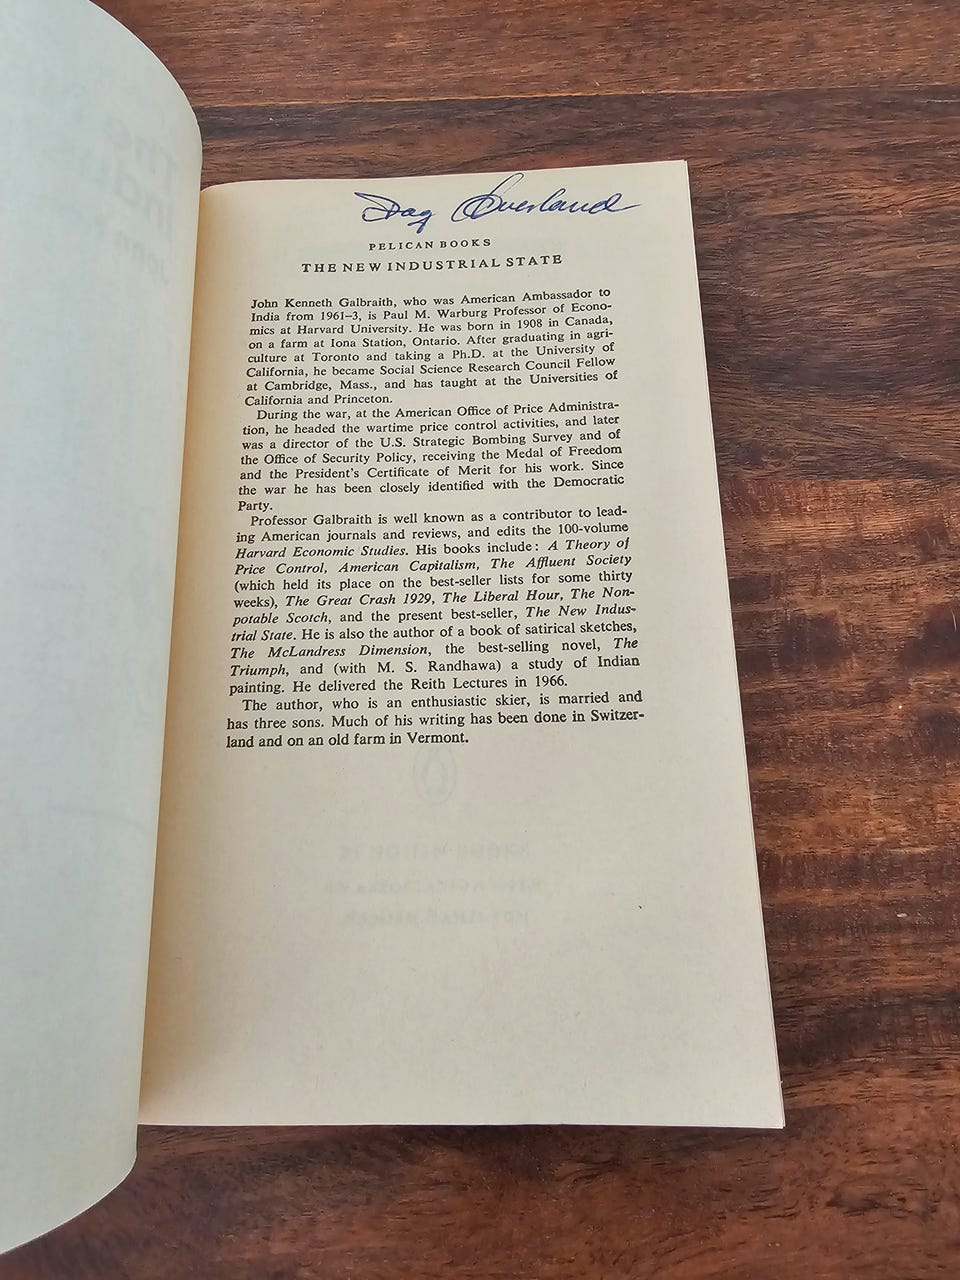 Dag Överland
PELICAN BOOKS
THE NEW INDUSTRIAL STATE
John Kenneth Galbraith, who was American Ambassador to
India from 1961–3, is Paul M. Warburg Professor of Econo-
mics at Harvard University. He was born in 1908 in Canada,
on a farm at Iona Station, Ontario. After graduating in agri-
culture at Toronto and taking a Ph.D. at the University of
California, he became Social Science Research Council Fellow
at Cambridge, Mass., and has taught at the Universities of
California and Princeton.
During the war, at the American Office of Price Administra-
tion, he headed the wartime price control activities, and later
was a director of the U.S. Strategic Bombing Survey and of
the Office of Security Policy, receiving the Medal of Freedom
and the President's Certificate of Merit for his work. Since
the war he has been closely identified with the Democratic
Party.
Professor Galbraith is well known as a contributor to lead-
ing American journals and reviews, and edits the 100-volume
Harvard Economic Studies. His books include: A Theory of
Price Control, American Capitalism, The Affluent Society
(which held its place on the best-seller lists for some thirty
weeks), The Great Crash 1929, The Liberal Hour, The Non-
potable Scotch, and the present best-seller, The New Indus-
trial State. He is also the author of a book of satirical sketches,
The McLandress Dimension, the best-selling novel, The
Triumph, and (with M. S. Randhawa) a study of Indian
painting. He delivered the Reith Lectures in 1966.
The author, who is an enthusiastic skier, is married and
has three sons. Much of his writing has been done in Switzer-
land and on an old farm in Vermont.